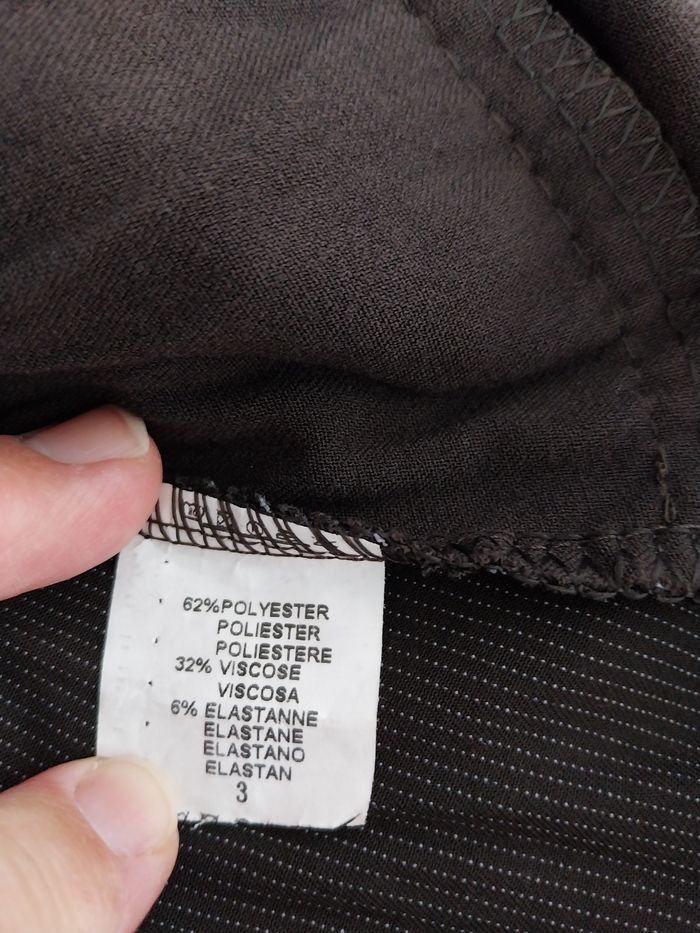 62%POLYESTER
POLIESTER
POLIESTERE
32% VISCOSE
VISCOSA
6% ELASTANNE
ELASTANE
ELASTANO
ELASTAN
3